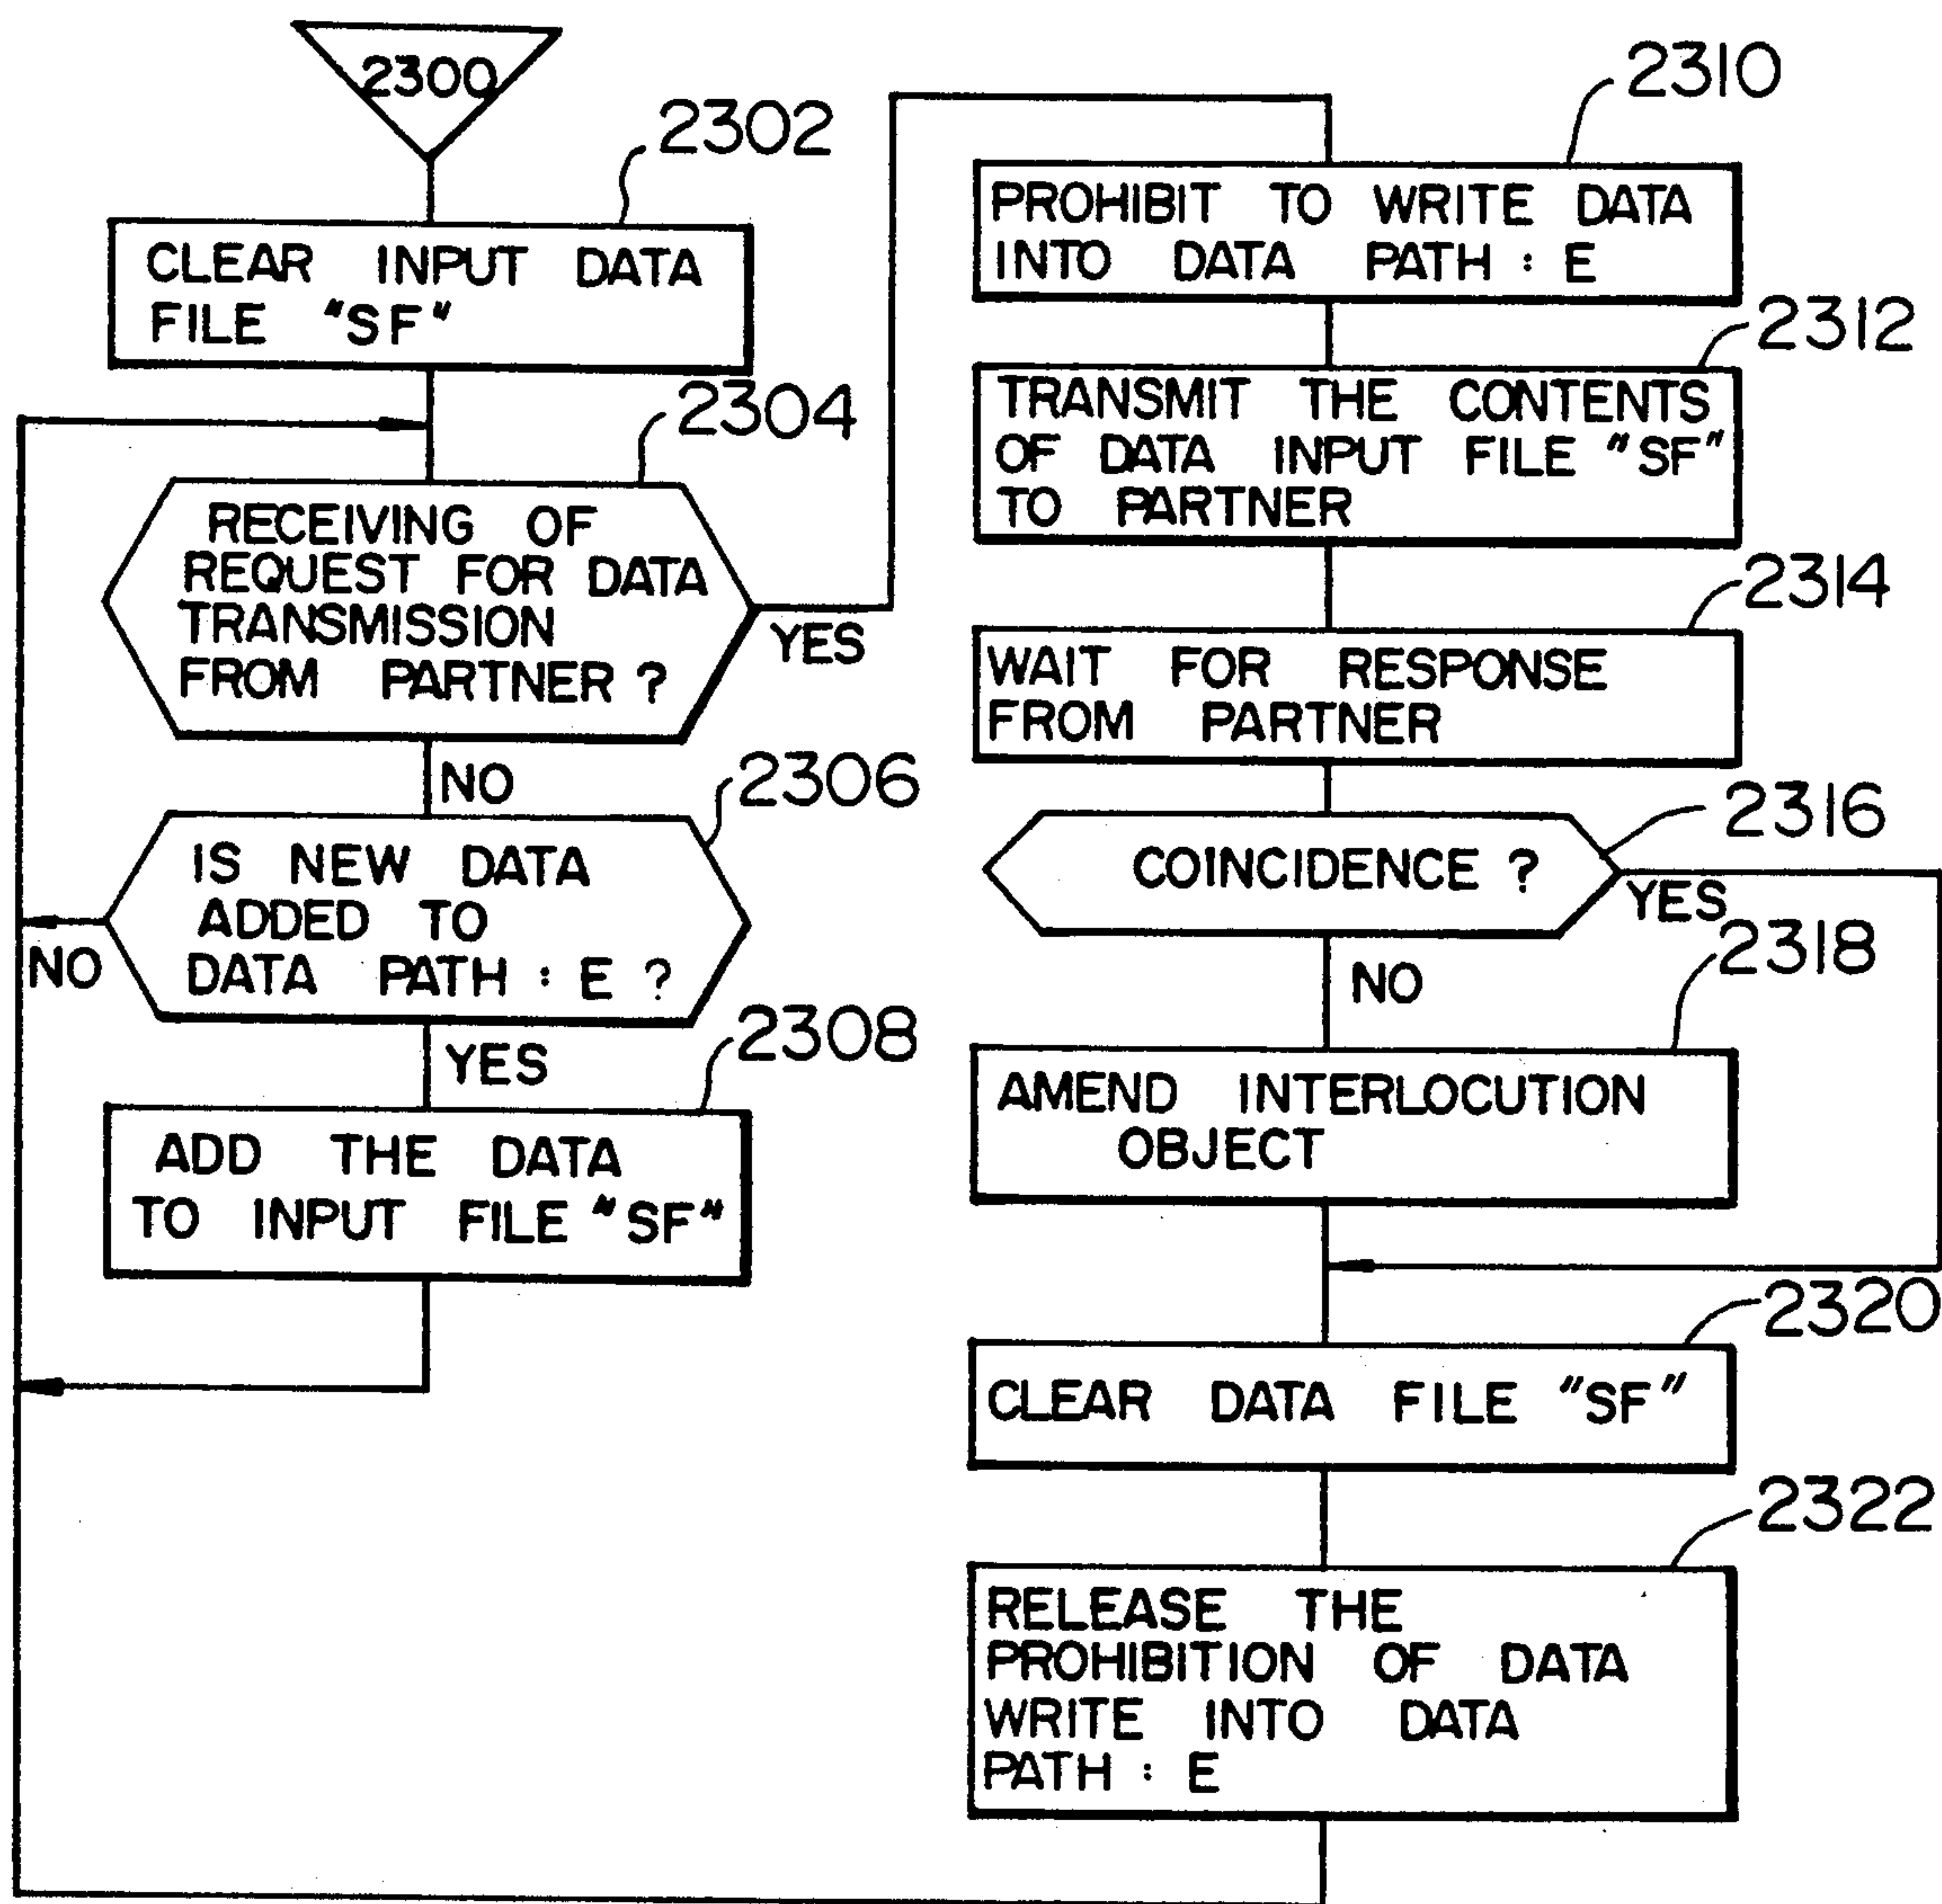 2300
2302
CLEAR INPUT DATA
FILE "SF"
2304
RECEIVING OF
REQUEST FOR DATA
TRANSMISSION
FROM PARTNER ?
YES
NO
2306
IS NEW DATA
ADDED TO
DATA PATH : E ?
NO
YES
2308
ADD THE DATA
TO INPUT FILE "SF"
2310
PROHIBIT TO WRITE DATA
INTO DATA PATH : E
2312
TRANSMIT THE CONTENTS
OF DATA INPUT FILE "SF"
TO PARTNER
2314
WAIT FOR RESPONSE
FROM PARTNER
2316
COINCIDENCE ?
YES
NO
2318
AMEND INTERLOCUTION
OBJECT
2320
CLEAR DATA FILE "SF"
2322
RELEASE THE
PROHIBITION OF DATA
WRITE INTO DATA
PATH : E